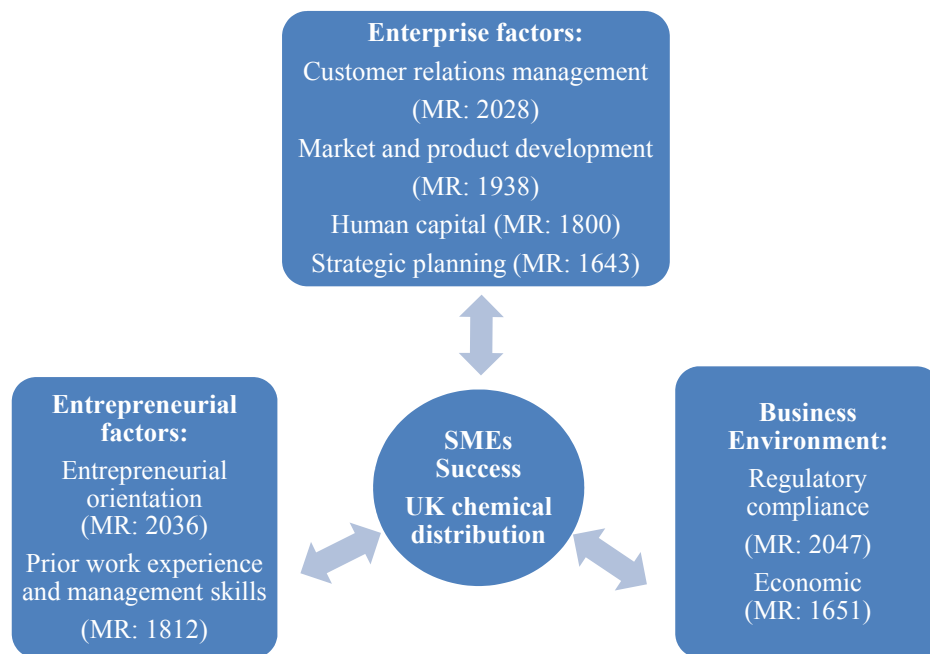 Enterprise factors:
Customer relations management
(MR: 2028)
Market and product development
(MR: 1938)
Human capital (MR: 1800)
Strategic planning (MR: 1643)
Entrepreneurial
factors:
Entrepreneurial
orientation
(MR: 2036)
Prior work experience
and management skills
(MR: 1812)
SMEs
Success
UK chemical
distribution
Business
Environment:
Regulatory
compliance
(MR: 2047)
Economic
(MR: 1651)